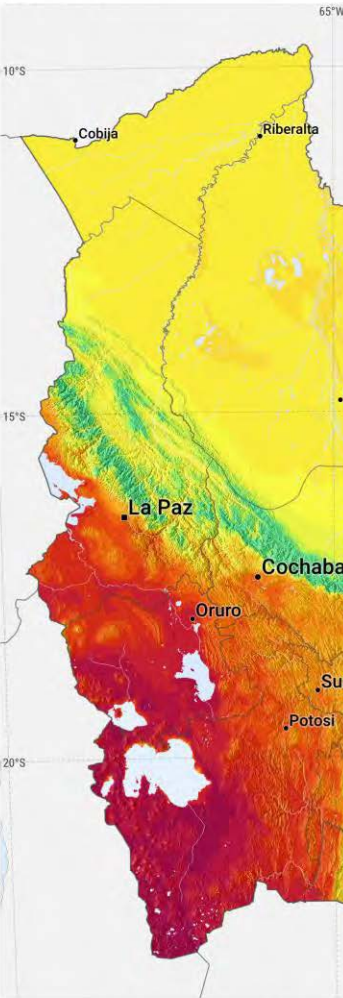 65°W
10°S
Cobija
Riberalta
15°S
La Paz
Cochaba
Oruro
Su
Potosi
20°S